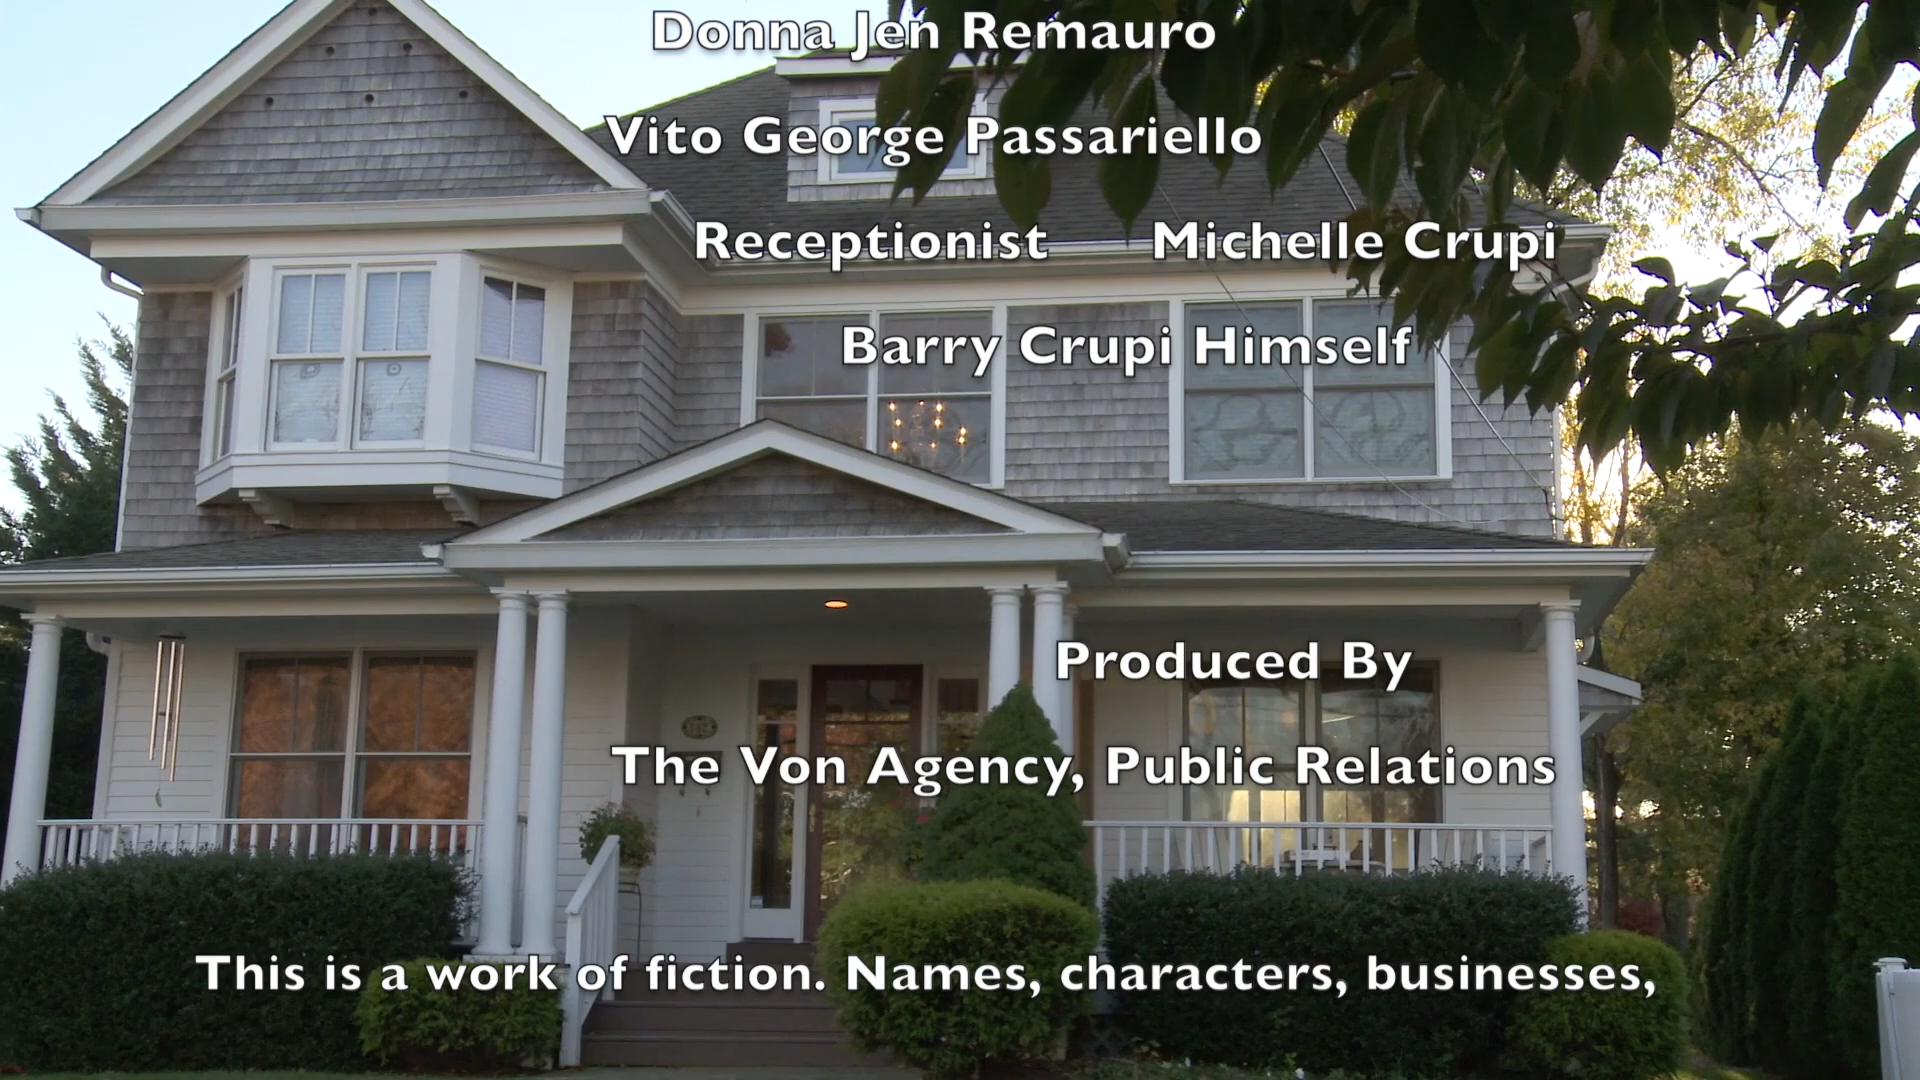 Donna Jen Remauro
Vito George Passariello
Receptionist Michelle Crupi
Barry Crupi Himself
Produced By
The Von Agency, Public Relations
This is a work of fiction. Names, characters, businesses,